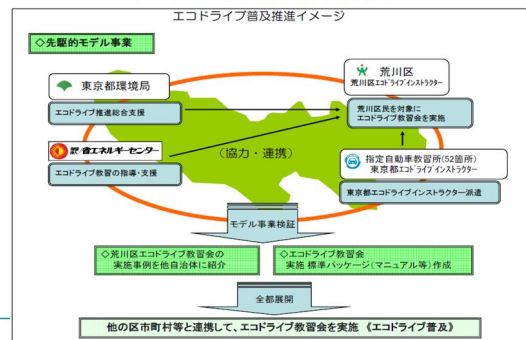 エコドライブ普及推進イメージ
◇先駆的モデル事業
東京都環境局
エコドライブ推進総合支援
省エネルギーセンター
エコドライブ教習の指導・支援
荒川区
荒川区エコドライブインストラクター
荒川区民を対象に
エコドライブ教習会を実施
(協力・連携)
指定自動車教習所(52箇所)
東京都エコドライブインストラクター
東京都エコドライブインストラクター派遣
モデル事業検証
◇荒川区エコドライブ教習会の
実施事例を他自治体に紹介
◇エコドライブ教習会
実施 標準パッケージ(マニュアル等)作成
全都展開
他の区市町村等と連携して、エコドライブ教習会を実施 《エコドライブ普及》